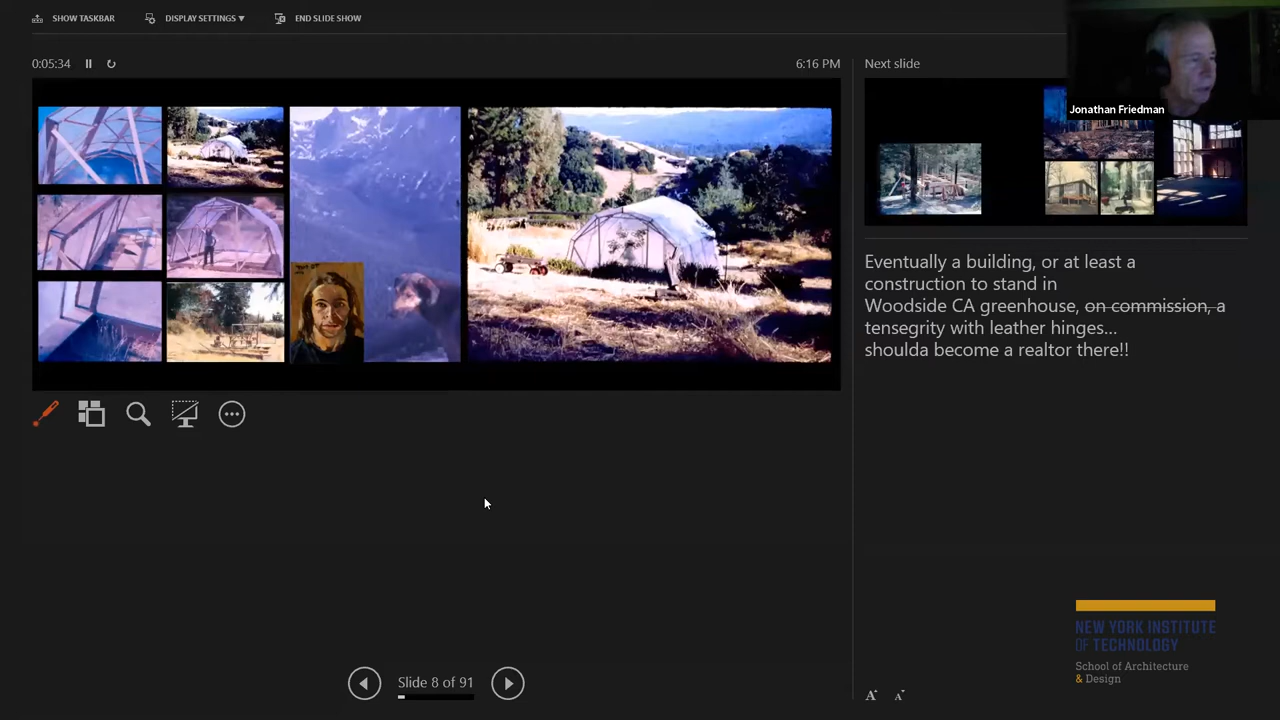 SHOW TASKBAR
DISPLAY SETTINGS ▼
END SLIDE SHOW
0:05:34
6:16 PM
Next slide
Jonathan Friedman
Eventually a building, or at least a
construction to stand in
Woodside CA greenhouse, on commission, a
tensegrity with leather hinges...
shoulda become a realtor there!!
Slide 8 of 91
NEW YORK INSTITUTE
OF TECHNOLOGY
School of Architecture
& Design
A
A